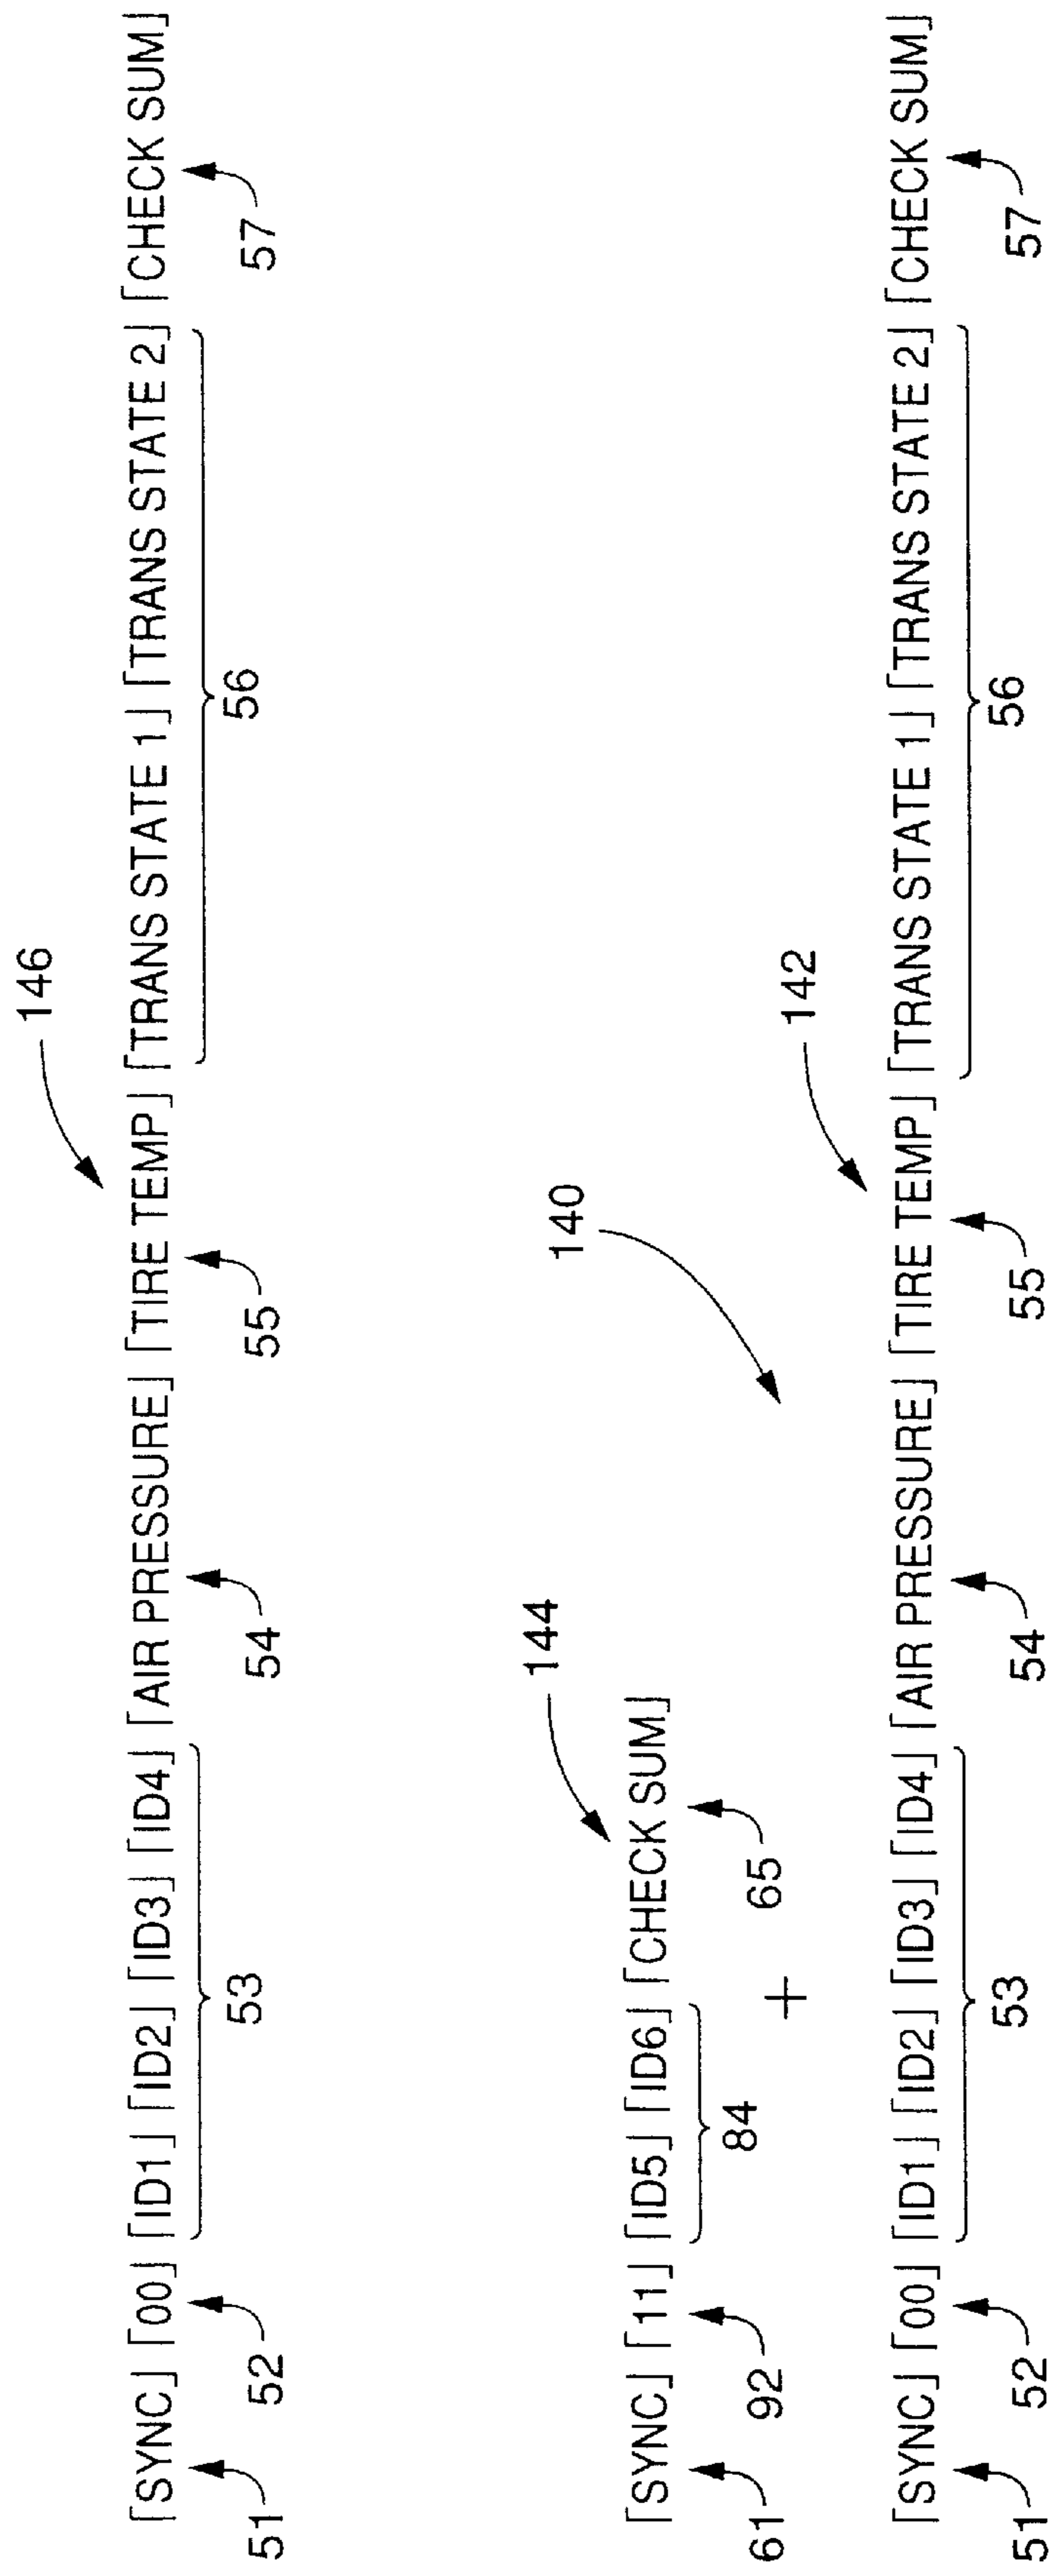 146
「SYNC」「00」「ID1」「ID2」「ID3」「ID4」「AIR PRESSURE」「TIRE TEMP」「TRANS STATE 1」「TRANS STATE 2」「CHECK SUM」
51 52 53 54 55 56 57
144
「SYNC」「11」「ID5」「ID6」「CHECK SUM」
61 92 84 65
140
+
142
「SYNC」「00」「ID1」「ID2」「ID3」「ID4」「AIR PRESSURE」「TIRE TEMP」「TRANS STATE 1」「TRANS STATE 2」「CHECK SUM」
51 52 53 54 55 56 57